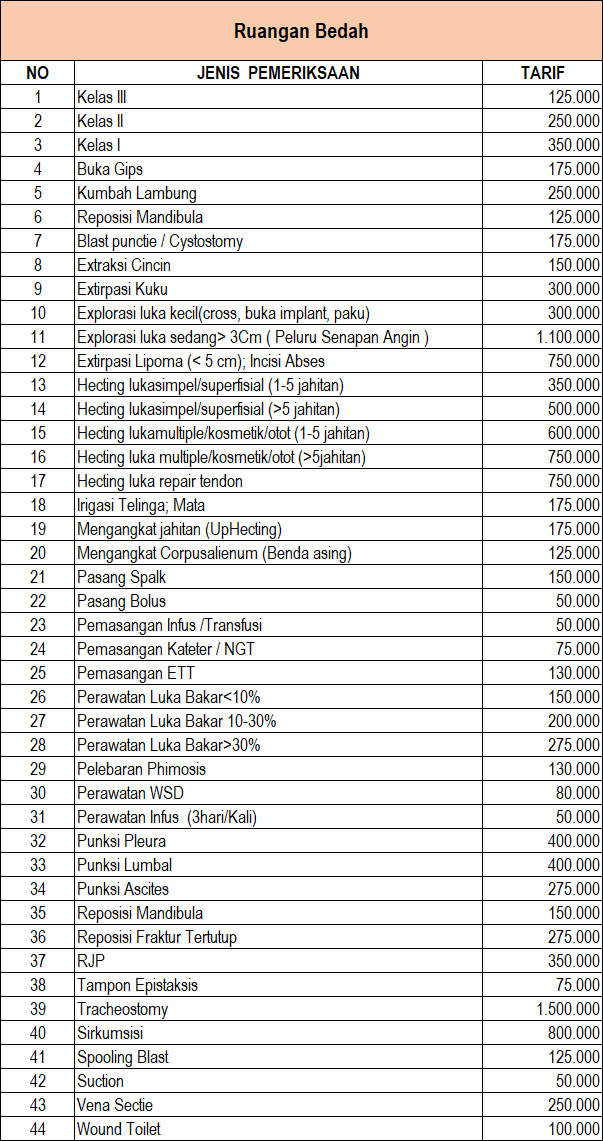 Ruangan Bedah
NO JENIS PEMERIKSAAN TARIF
1 Kelas III 125.000
2 Kelas II 250.000
3 Kelas I 350.000
4 Buka Gips 175.000
5 Kumbah Lambung 250.000
6 Reposisi Mandibula 125.000
7 Blast punctie / Cystostomy 175.000
8 Extraksi Cincin 150.000
9 Extirpasi Kuku 300.000
10 Explorasi luka kecil(cross, buka implant, paku) 300.000
11 Explorasi luka sedang> 3Cm ( Peluru Senapan Angin ) 1.100.000
12 Extirpasi Lipoma (< 5 cm); Incisi Abses 750.000
13 Hecting lukasimpel/superfisial (1-5 jahitan) 350.000
14 Hecting lukasimpel/superfisial (>5 jahitan) 500.000
15 Hecting lukamultiple/kosmetik/otot (1-5 jahitan) 600.000
16 Hecting luka multiple/kosmetik/otot (>5jahitan) 750.000
17 Hecting luka repair tendon 750.000
18 Irigasi Telinga; Mata 175.000
19 Mengangkat jahitan (UpHecting) 175.000
20 Mengangkat Corpusalienum (Benda asing) 125.000
21 Pasang Spalk 150.000
22 Pasang Bolus 50.000
23 Pemasangan Infus /Transfusi 50.000
24 Pemasangan Kateter / NGT 75.000
25 Pemasangan ETT 130.000
26 Perawatan Luka Bakar<10% 150.000
27 Perawatan Luka Bakar 10-30% 200.000
28 Perawatan Luka Bakar>30% 275.000
29 Pelebaran Phimosis 130.000
30 Perawatan WSD 80.000
31 Perawatan Infus (3hari/Kali) 50.000
32 Punksi Pleura 400.000
33 Punksi Lumbal 400.000
34 Punksi Ascites 275.000
35 Reposisi Mandibula 150.000
36 Reposisi Fraktur Tertutup 275.000
37 RJP 350.000
38 Tampon Epistaksis 75.000
39 Tracheostomy 1.500.000
40 Sirkumsisi 800.000
41 Spooling Blast 125.000
42 Suction 50.000
43 Vena Sectie 250.000
44 Wound Toilet 100.000